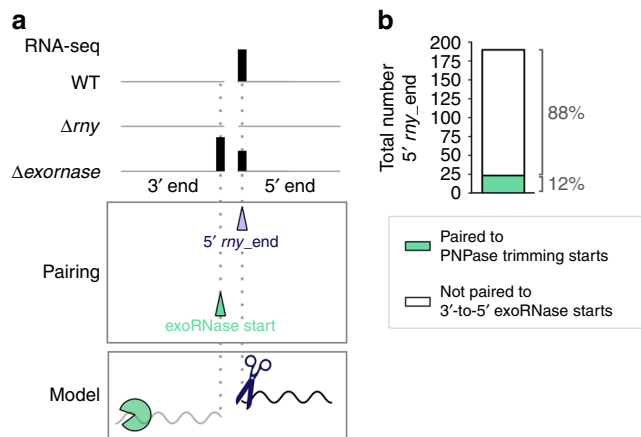 a
RNA-seq
WT
Δrny
Δexornase
3′ end
5′ end
Pairing
5′ rny_end
exoRNase start
Model
b
Total number
5′ rny_end
200
175
150
125
100
75
50
25
0
88%
12%
Paired to
PNPase trimming starts
Not paired to
3′-to-5′ exoRNase starts